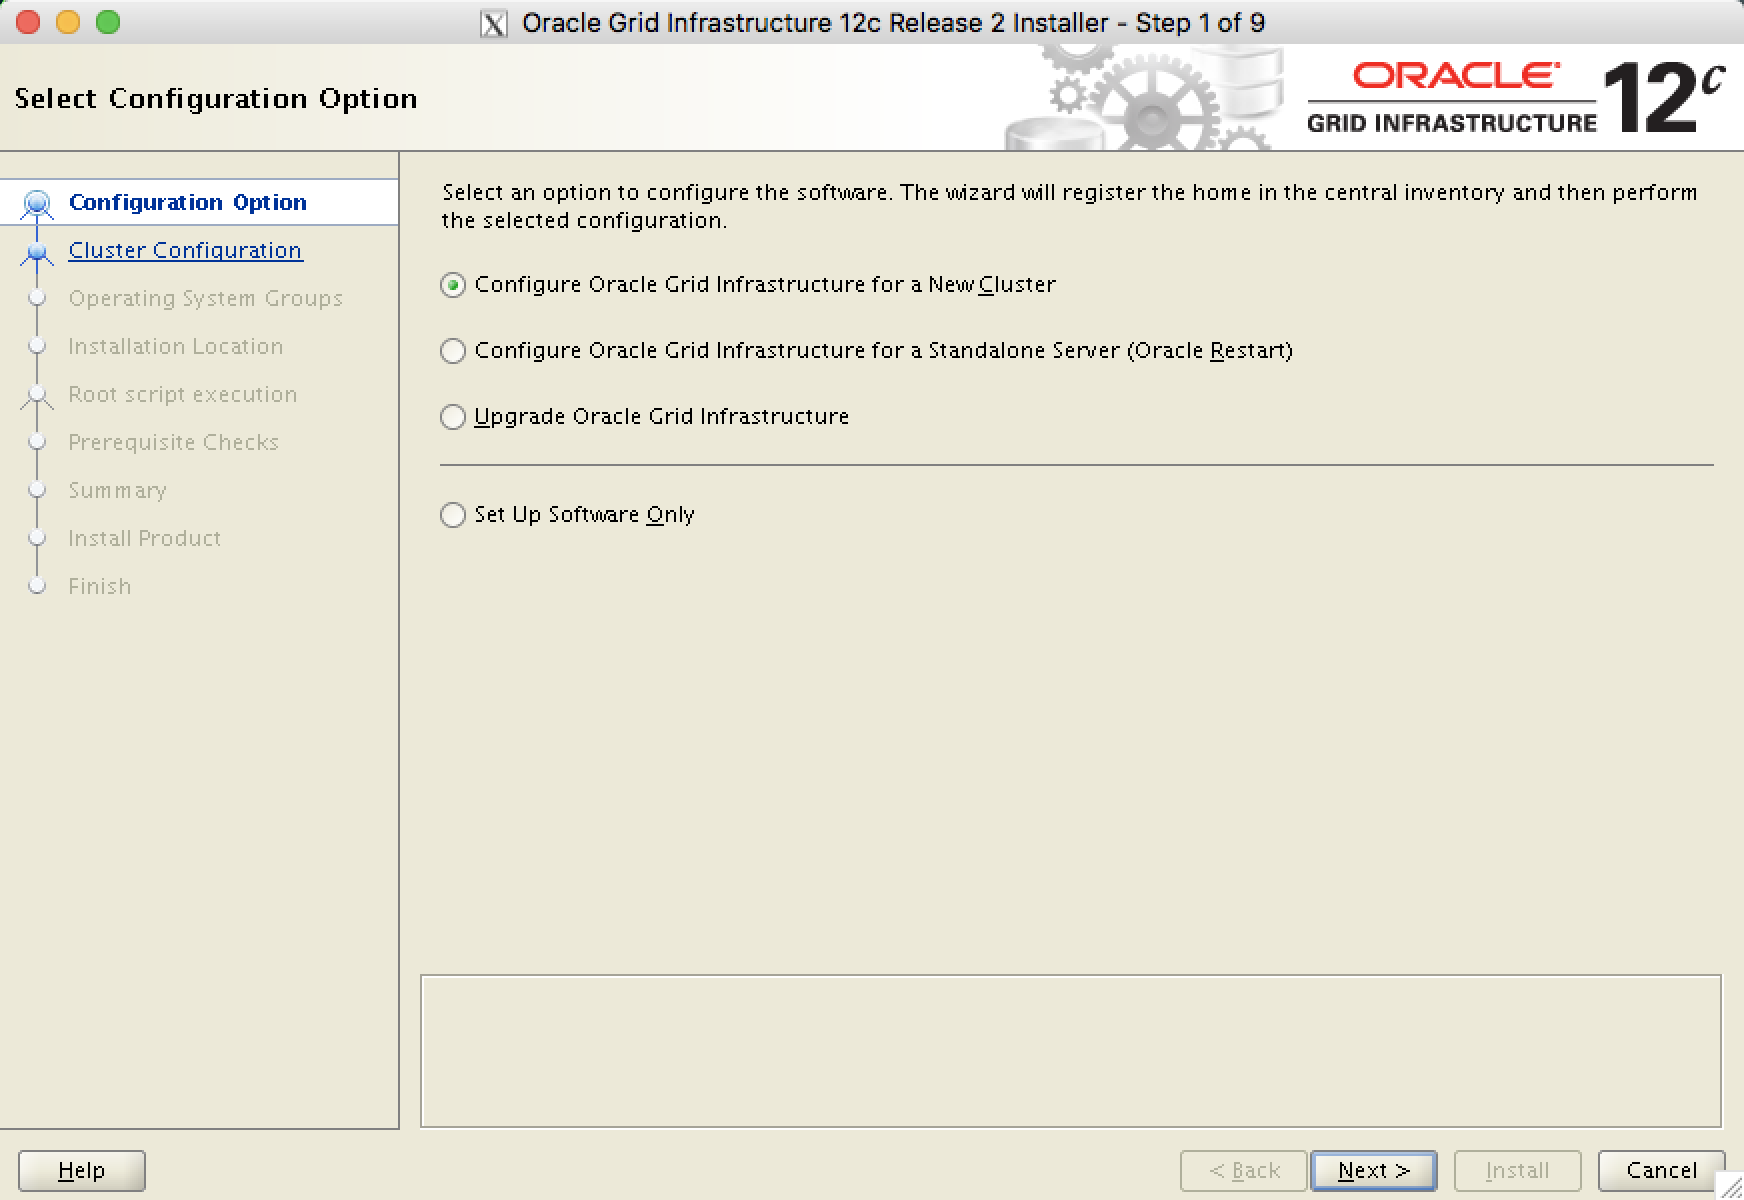 Oracle Grid Infrastructure 12c Release 2 Installer - Step 1 of 9
Select Configuration Option
ORACLE
GRID INFRASTRUCTURE
12c
Configuration Option
Cluster Configuration
Operating System Groups
Installation Location
Root script execution
Prerequisite Checks
Summary
Install Product
Finish
Select an option to configure the software. The wizard will register the home in the central inventory and then perform
the selected configuration.
Configure Oracle Grid Infrastructure for a New Cluster
Configure Oracle Grid Infrastructure for a Standalone Server (Oracle Restart)
Upgrade Oracle Grid Infrastructure
Set Up Software Only
Help
< Back
Next >
Install
Cancel